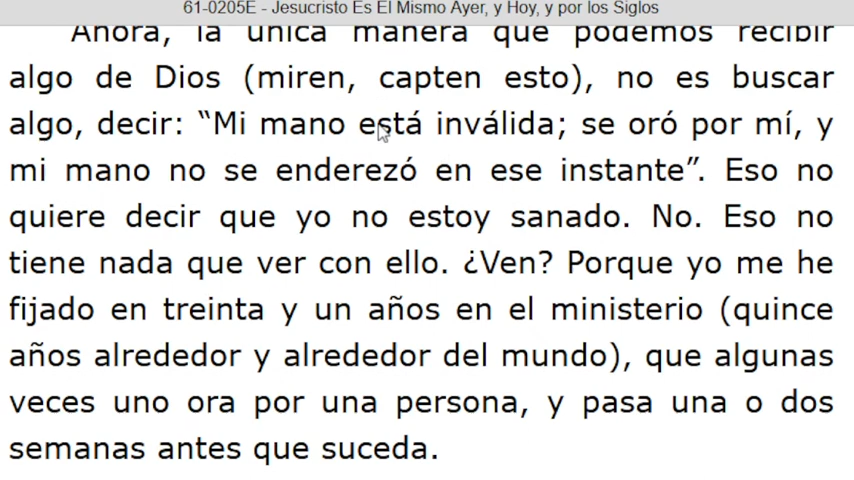 61-0205E - Jesucristo Es El Mismo Ayer, y Hoy, y por los Siglos
Ahora, la única manera que podemos recibir
algo de Dios (miren, capten esto), no es buscar
algo, decir: “Mi mano está inválida; se oró por mí, y
mi mano no se enderezó en ese instante”. Eso no
quiere decir que yo no estoy sanado. No. Eso no
tiene nada que ver con ello. ¿Ven? Porque yo me he
fijado en treinta y un años en el ministerio (quince
años alrededor y alrededor del mundo), que algunas
veces uno ora por una persona, y pasa una o dos
semanas antes que suceda.